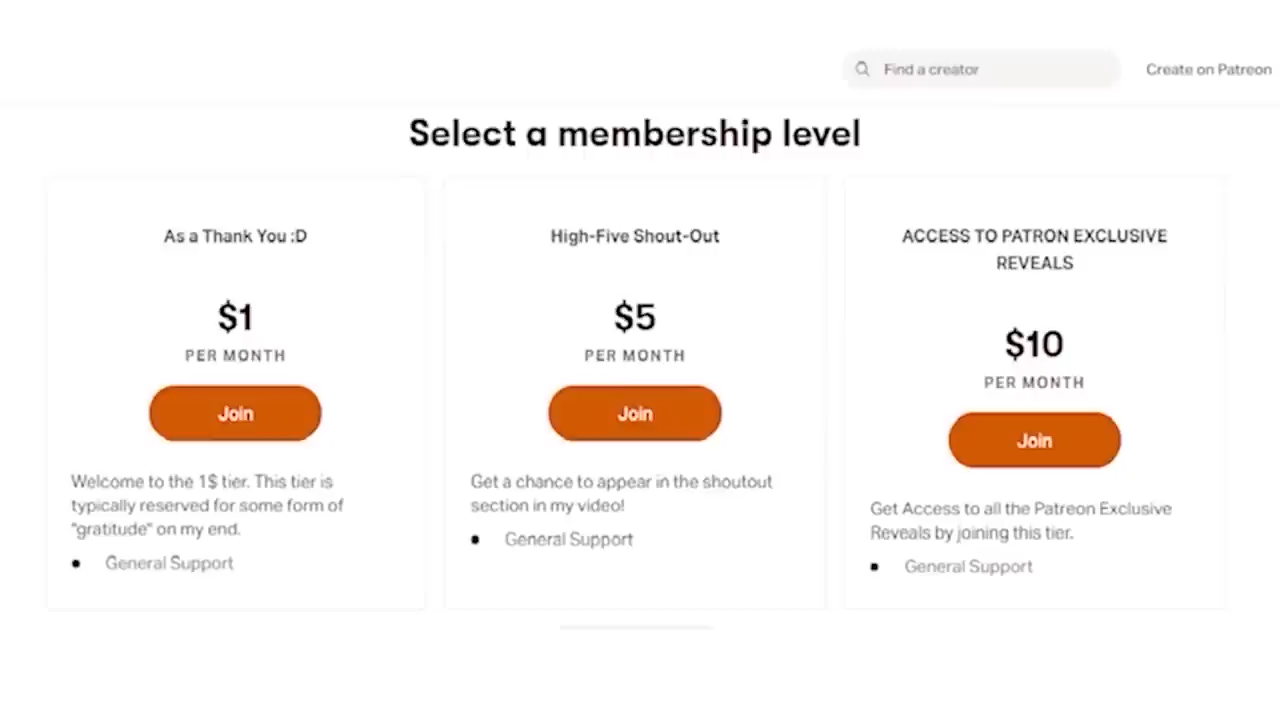 Find a creator
Create on Patreon
Select a membership level
As a Thank You :D
$1
PER MONTH
Join
Welcome to the 1$ tier. This tier is
typically reserved for some form of
"gratitude" on my end.
General Support
High-Five Shout-Out
$5
PER MONTH
Join
Get a chance to appear in the shoutout
section in my video!
General Support
ACCESS TO PATRON EXCLUSIVE
REVEALS
$10
PER MONTH
Join
Get Access to all the Patreon Exclusive
Reveals by joining this tier.
General Support